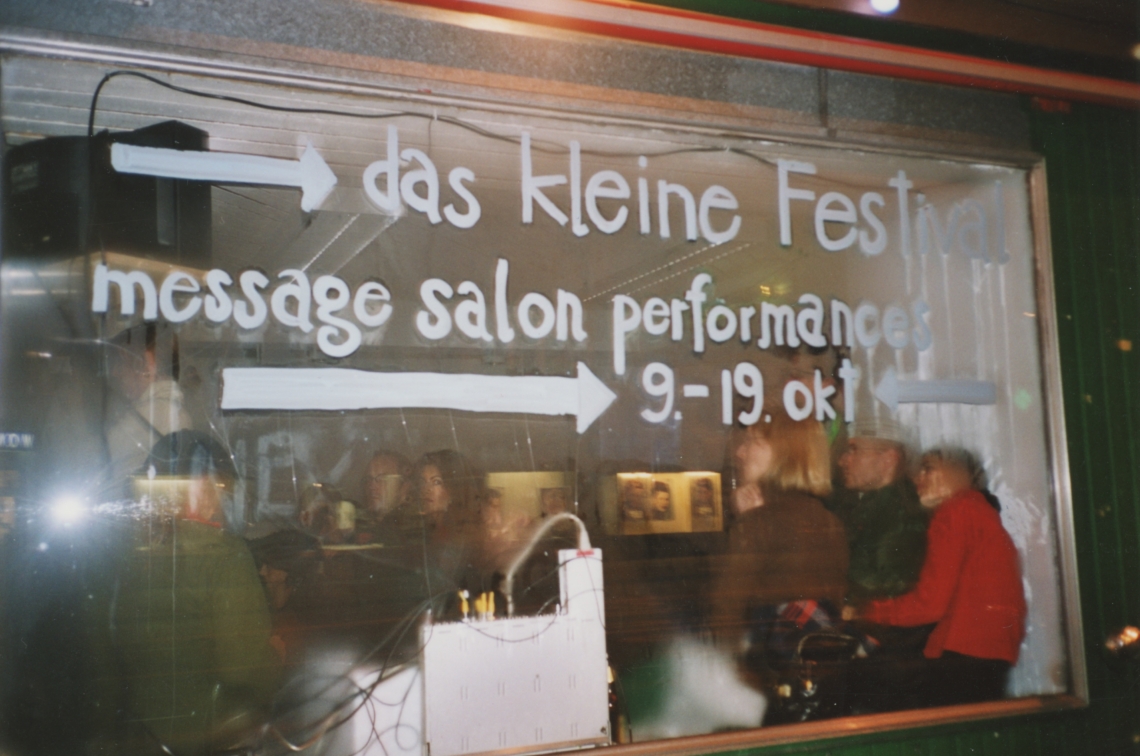 das kleine Festival
message salon performances
9.-19. okt